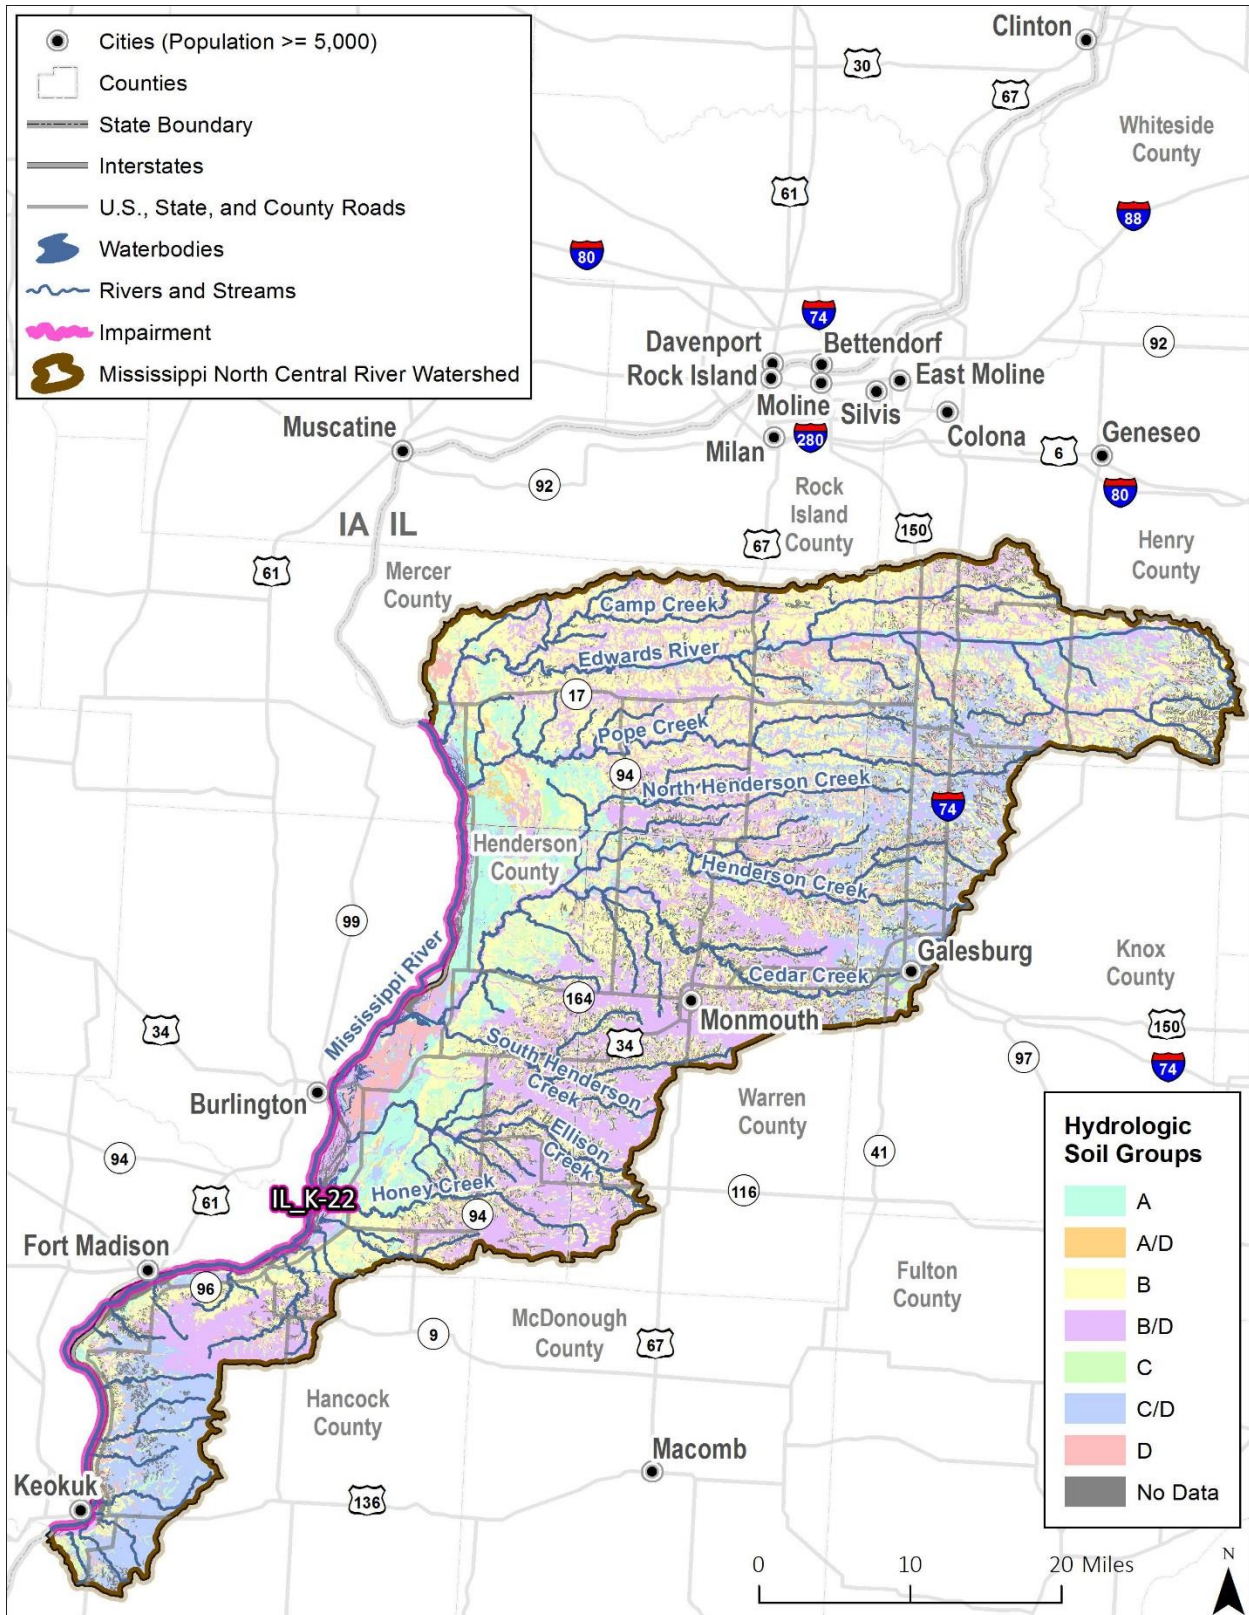 Cities (Population >= 5,000)
Counties
State Boundary
Interstates
U.S., State, and County Roads
Waterbodies
Rivers and Streams
Impairment
Mississippi North Central River Watershed
Clinton
30
67
Whiteside
County
61
88
80
74
92
Davenport
Bettendorf
Rock Island
East Moline
Moline
Silvis
Muscatine
Colona
Geneseo
Milan
280
6
92
80
Rock
Island
County
IA
IL
150
67
Henry
County
61
Mercer
County
Camp Creek
Edwards River
17
Pope Creek
94
North Henderson Creek
74
Henderson
County
Henderson Creek
99
Mississippi River
Galesburg
Knox
County
Cedar Creek
164
Monmouth
34
34
150
South Henderson
Creek
97
74
Burlington
Warren
County
Ellison
Creek
94
41
Honey Creek
116
IL_K-22
61
94
Fort Madison
96
Fulton
County
McDonough
County
9
67
Hancock
County
Macomb
Keokuk
136
Hydrologic
Soil Groups
A
A/D
B
B/D
C
C/D
D
No Data
0
10
20 Miles
N